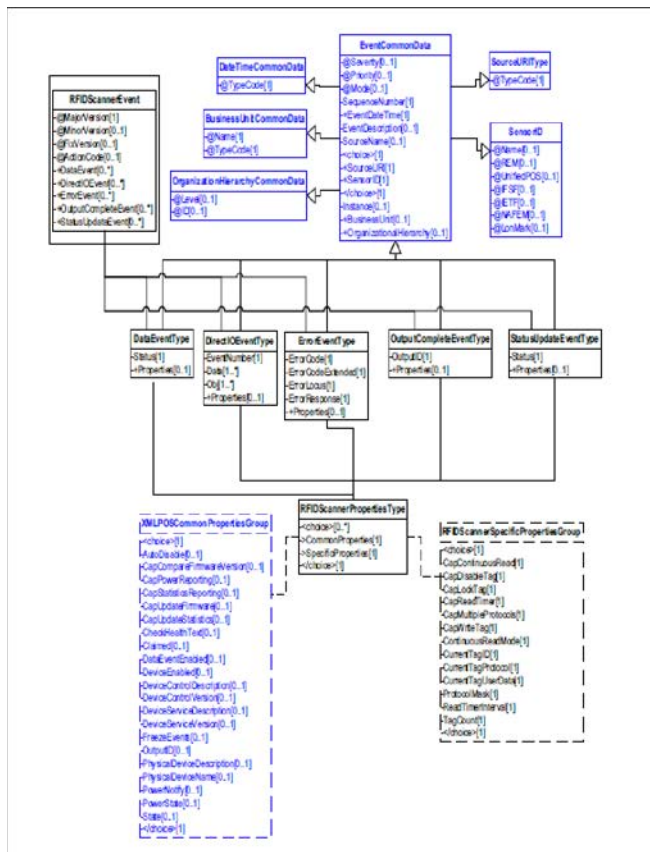 EventCommonData
-@Severity[0..1]
-@Priority[0..1]
-@Mode[0..1]
-SequenceNumber[1]
-+EventDateTime[1]
-EventDescription[0..1]
-SourceName[0..1]
-<choice>[1]
-+SourceURI[1]
-+SensorID[1]
-</choice>[1]
-Instance[0..1]
-+BusinessUnit[0..1]
-+OrganizationalHierarchy[0..1]
DateTimeCommonData
-@TypeCode[1]
SourceURIType
-@TypeCode[1]
RFIDScannerEvent
-@MajorVersion[1]
-@MinorVersion[0..1]
-@FixVersion[0..1]
-@ActionCode[0..1]
-+DataEvent[0..*]
-+DirectIOEvent[0..*]
-+ErrorEvent[0..*]
-+OutputCompleteEvent[0..*]
-+StatusUpdateEvent[0..*]
BusinessUnitCommonData
-@Name[1]
-@TypeCode[1]
SensorID
-@Name[0..1]
-@REM[0..1]
-@UnifiedPOS[0..1]
-@IFSF[0..1]
-@IETF[0..1]
-@NAFEM[0..1]
-@LonMark[0..1]
OrganizationHierarchyCommonData
-@Level[0..1]
-@ID[0..1]
DataEventType
-Status[1]
-+Properties[0..1]
DirectIOEventType
-EventNumber[1]
-Data[1..*]
-Obj[1..*]
-+Properties[0..1]
ErrorEventType
-ErrorCode[1]
-ErrorCodeExtended[1]
-ErrorLocus[1]
-ErrorResponse[1]
-+Properties[0..1]
OutputCompleteEventType
-OutputID[1]
-+Properties[0..1]
StatusUpdateEventType
-Status[1]
-+Properties[0..1]
RFIDScannerPropertiesType
-<choice>[0..*]
->CommonProperties[1]
->SpecificProperties[1]
-</choice>[1]
XMLPOSCommonPropertiesGroup
-<choice>[1]
-AutoDisable[0..1]
-CapCompareFirmwareVersion[0..1]
-CapPowerReporting[0..1]
-CapStatisticsReporting[0..1]
-CapUpdateFirmware[0..1]
-CapUpdateStatistics[0..1]
-CheckHealthText[0..1]
-Claimed[0..1]
-DataEventEnabled[0..1]
-DeviceEnabled[0..1]
-DeviceControlDescription[0..1]
-DeviceControlVersion[0..1]
-DeviceServiceDescription[0..1]
-DeviceServiceVersion[0..1]
-FreezeEvents[0..1]
-OutputID[0..1]
-PhysicalDeviceDescription[0..1]
-PhysicalDeviceName[0..1]
-PowerNotify[0..1]
-PowerState[0..1]
-State[0..1]
-</choice>[1]
RFIDScannerSpecificPropertiesGroup
-<choice>[1]
-CapContinuousRead[1]
-CapDisableTag[1]
-CapLockTag[1]
-CapReadTimer[1]
-CapMultipleProtocols[1]
-CapWriteTag[1]
-ContinuousReadMode[1]
-CurrentTagID[1]
-CurrentTagProtocol[1]
-CurrentTagUserData[1]
-ProtocolMask[1]
-ReadTimerInterval[1]
-TagCount[1]
-</choice>[1]